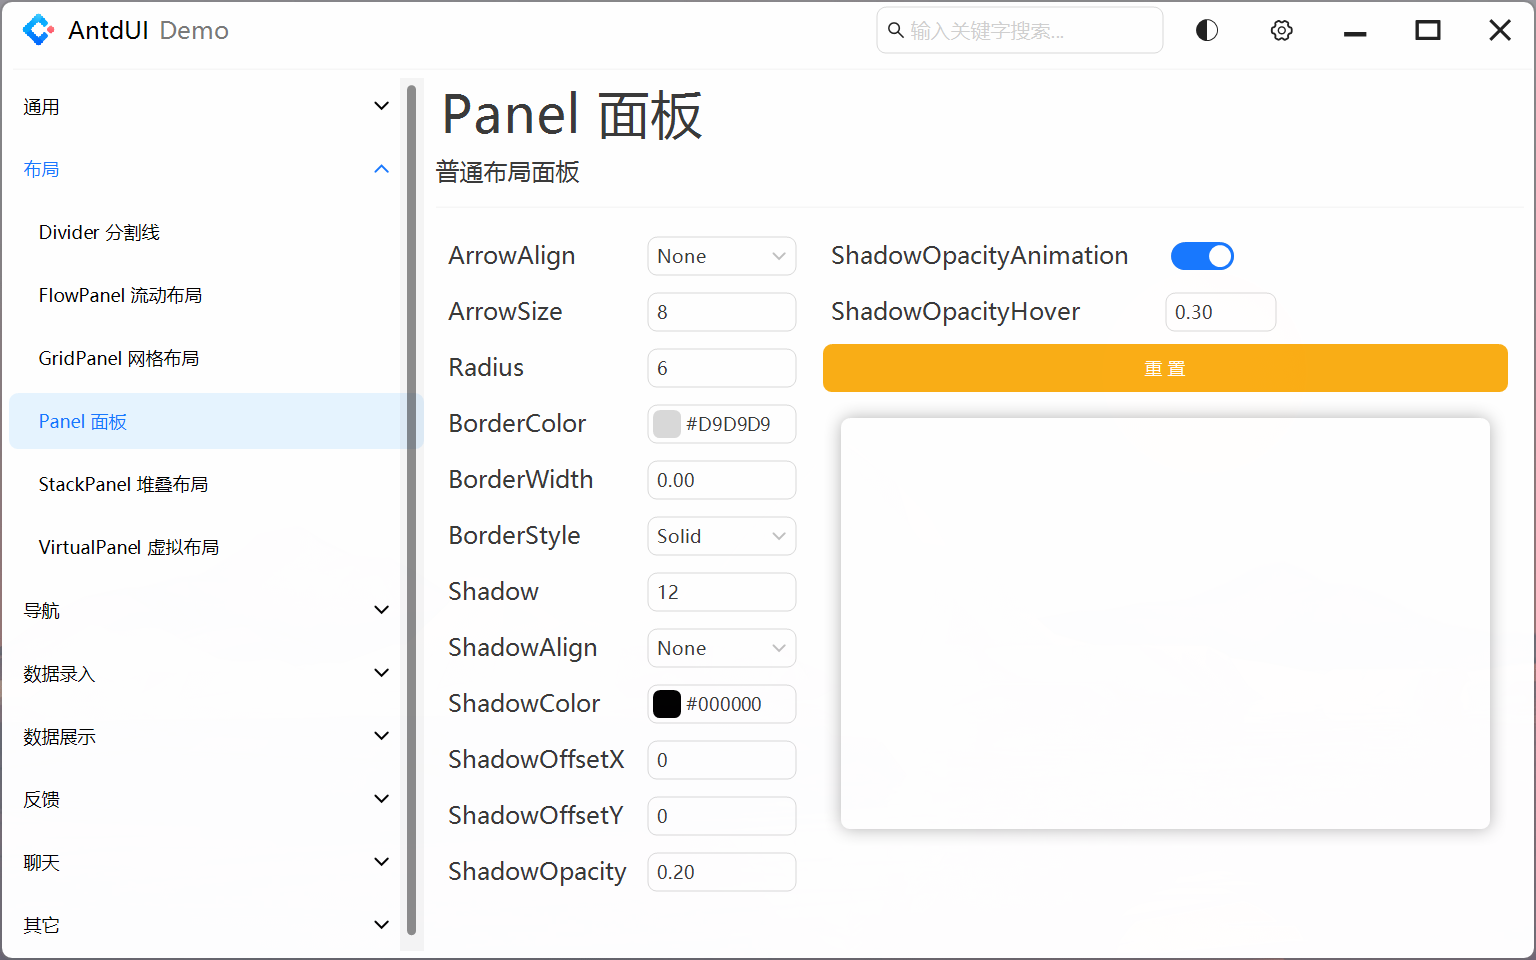 AntdUI Demo
输入关键字搜索...
通用
布局
Divider 分割线
FlowPanel 流动布局
GridPanel 网格布局
Panel 面板
StackPanel 堆叠布局
VirtualPanel 虚拟布局
导航
数据录入
数据展示
反馈
聊天
其它
Panel 面板
普通布局面板
ArrowAlign None
ArrowSize 8
Radius 6
BorderColor #D9D9D9
BorderWidth 0.00
BorderStyle Solid
Shadow 12
ShadowAlign None
ShadowColor #000000
ShadowOffsetX 0
ShadowOffsetY 0
ShadowOpacity 0.20
ShadowOpacityAnimation
ShadowOpacityHover 0.30
重 置